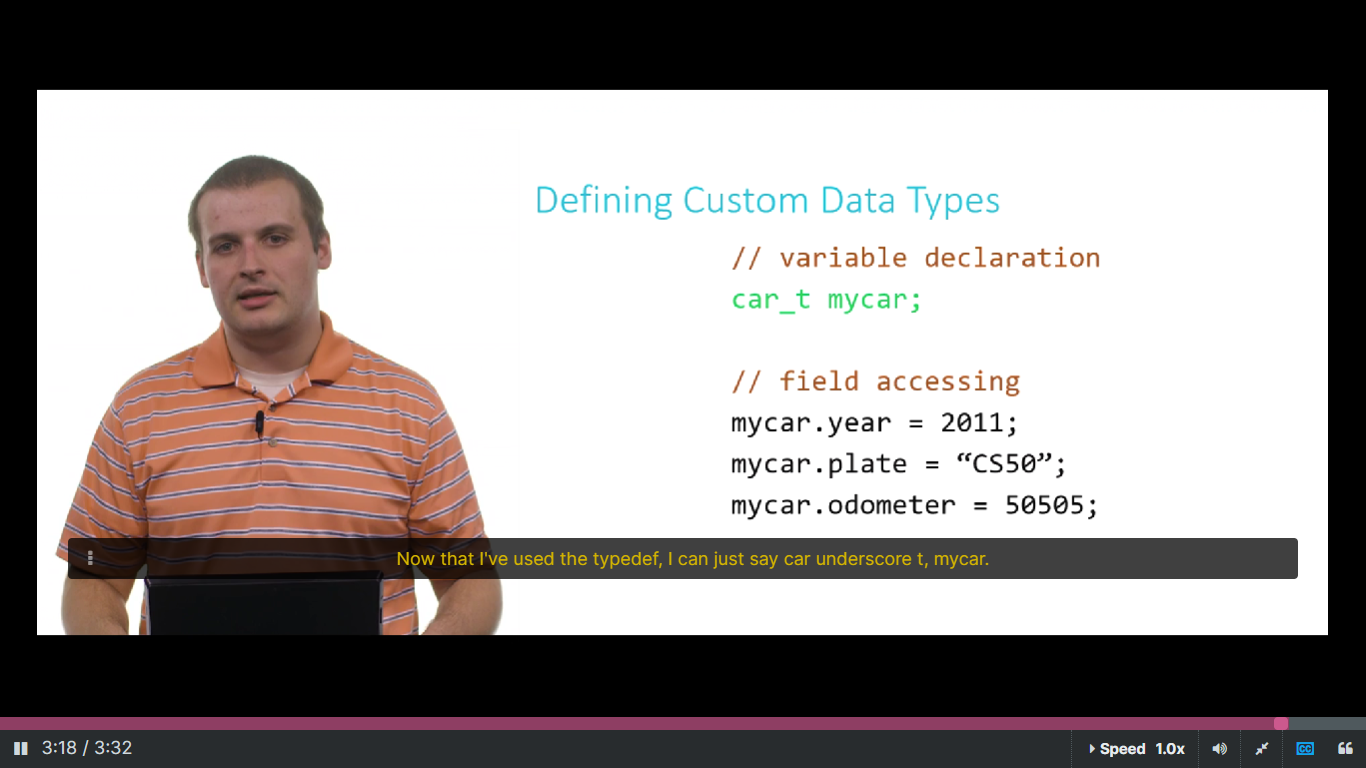 Defining Custom Data Types
// variable declaration
car_t mycar;
// field accessing
mycar.year = 2011;
mycar.plate = “CS50”;
mycar.odometer = 50505;
Now that I've used the typedef, I can just say car underscore t, mycar.
3:18 / 3:32
Speed 1.0x
CC